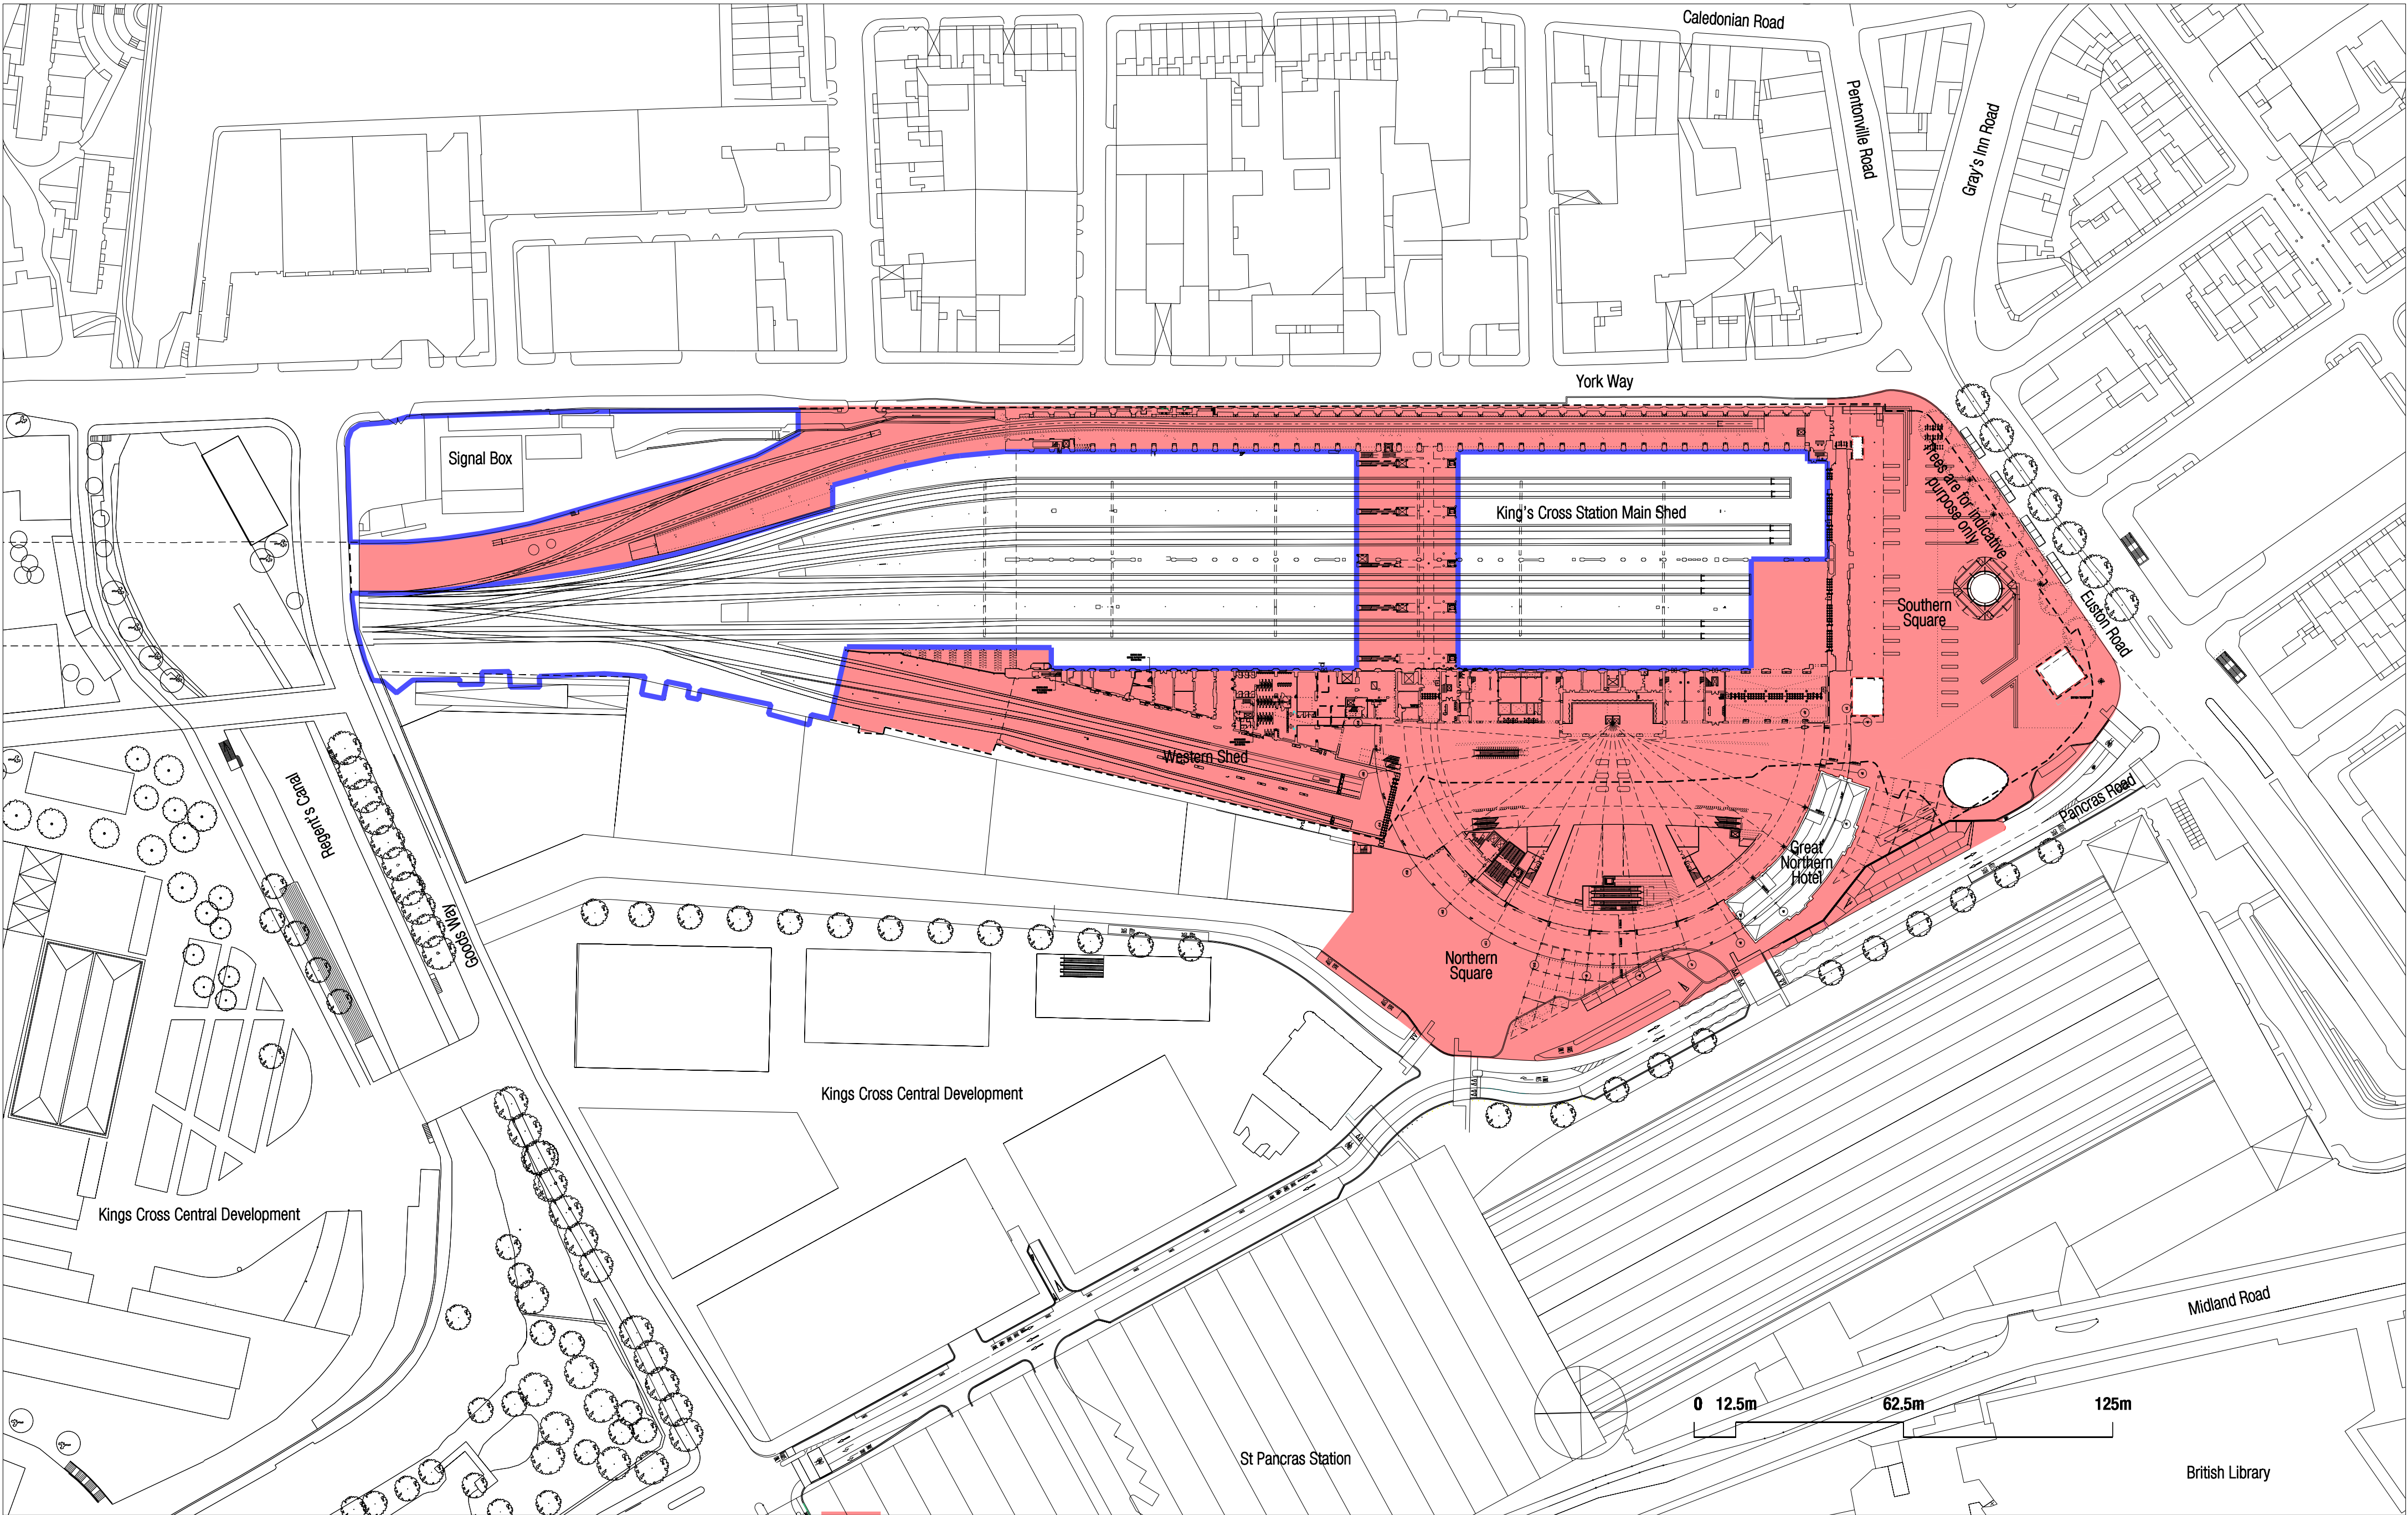 Caledonian Road
Pentonville Road
Gray's Inn Road
York Way
Signal Box
King's Cross Station Main Shed
Trees are for indicative
purpose only
Southern
Square
Euston Road
Western Shed
Pancras Road
Regent's Canal
Great
Northern
Hotel
Goods Way
Northern
Square
Kings Cross Central Development
Kings Cross Central Development
Midland Road
0 12.5m 62.5m 125m
St Pancras Station
British Library